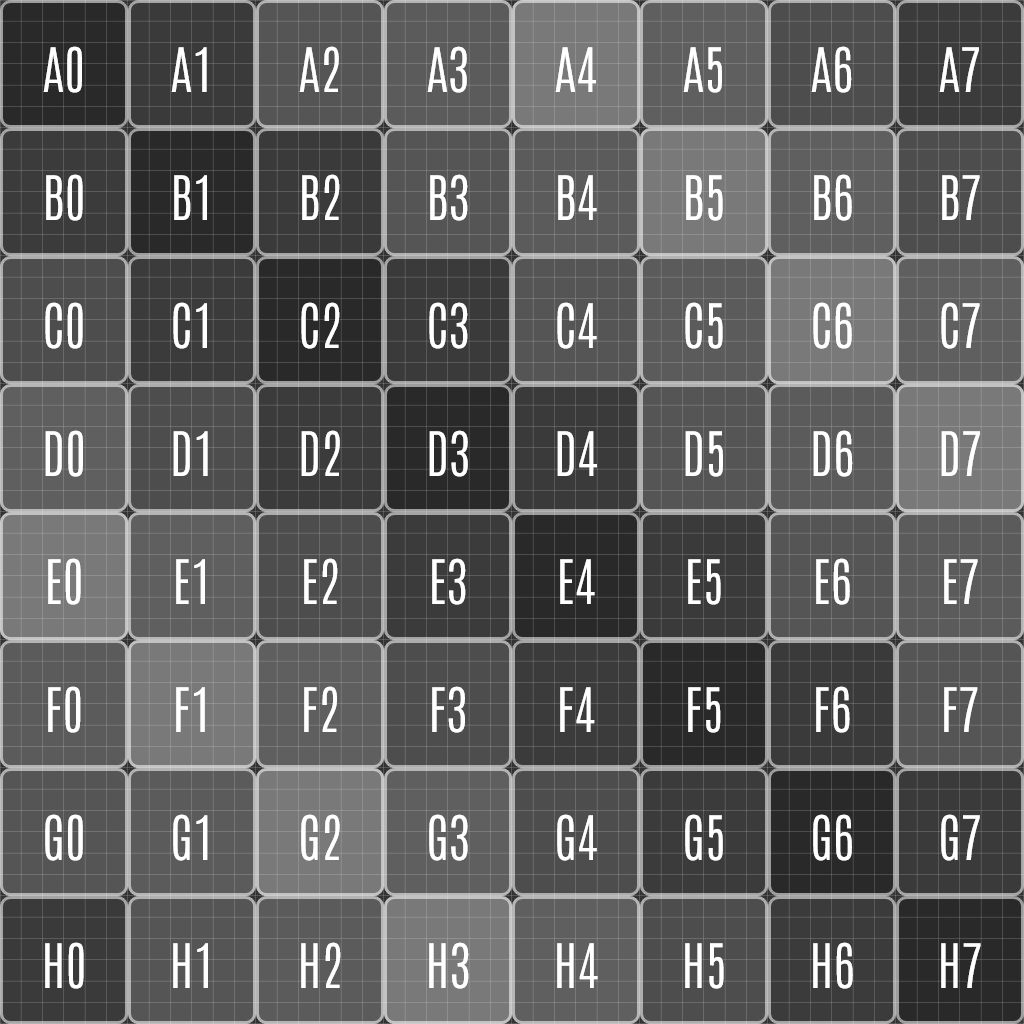 A0 A1 A2 A3 A4 A5 A6 A7
B0 B1 B2 B3 B4 B5 B6 B7
C0 C1 C2 C3 C4 C5 C6 C7
D0 D1 D2 D3 D4 D5 D6 D7
E0 E1 E2 E3 E4 E5 E6 E7
F0 F1 F2 F3 F4 F5 F6 F7
G0 G1 G2 G3 G4 G5 G6 G7
H0 H1 H2 H3 H4 H5 H6 H7